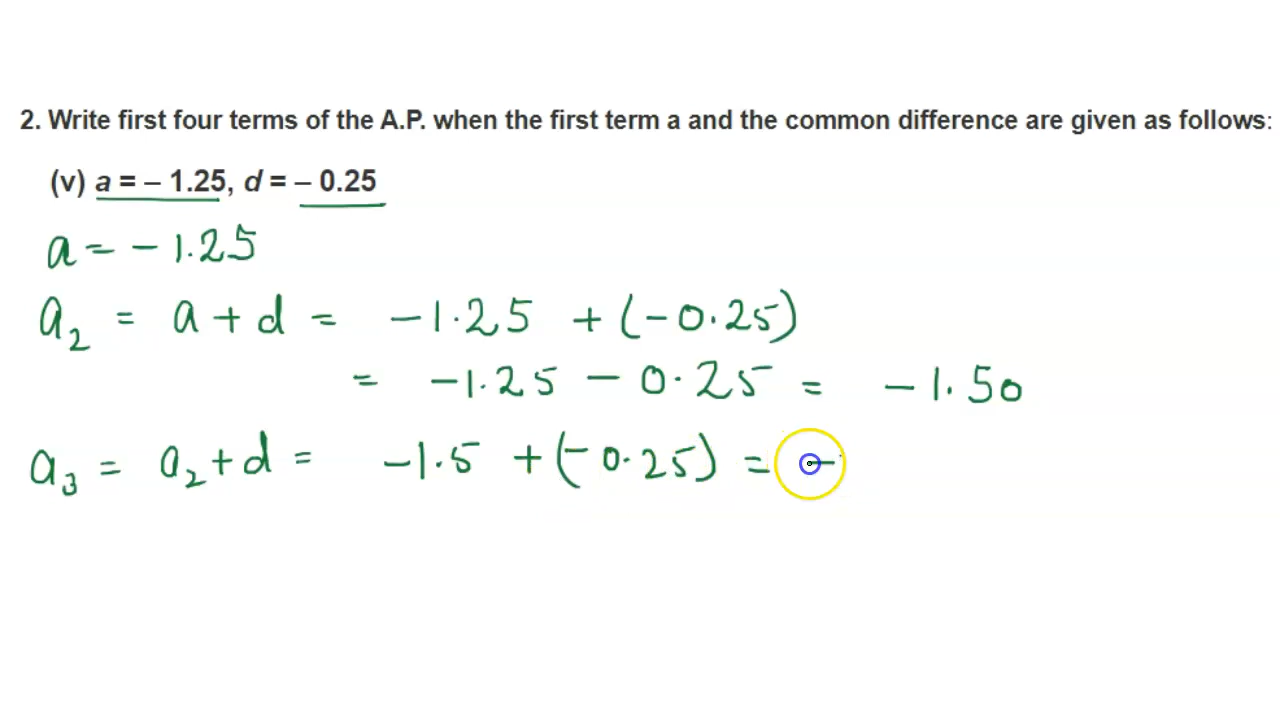 2. Write first four terms of the A.P. when the first term a and the common difference are given as follows:
(v) a = – 1.25, d = – 0.25
a = - 1.25
a₂ = a + d = -1.25 + (-0.25)
= -1.25 - 0.25 = -1.50
a₃ = a₂ + d = -1.5 + (-0.25) = -